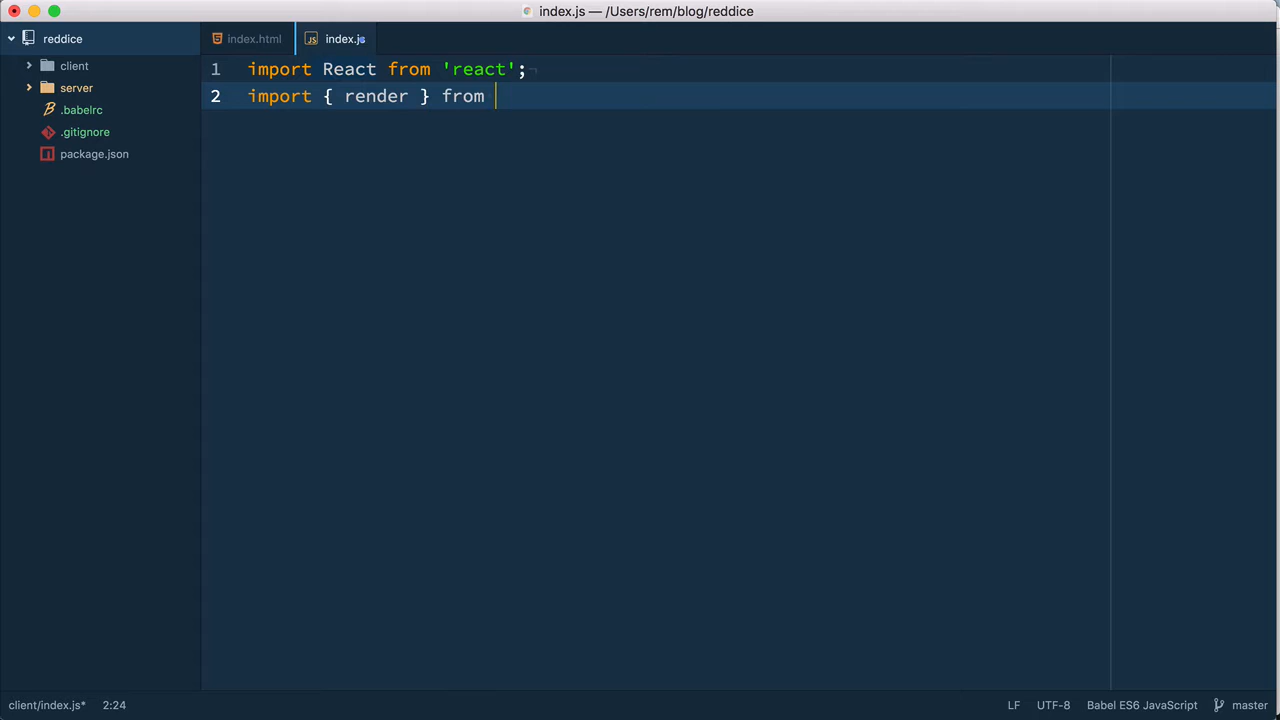 index.js — /Users/rem/blog/reddice
reddice
index.html
index.js
client
server
.babelrc
.gitignore
package.json
1 import React from 'react';
2 import { render } from
client/index.js* 2:24
LF UTF-8 Babel ES6 JavaScript master